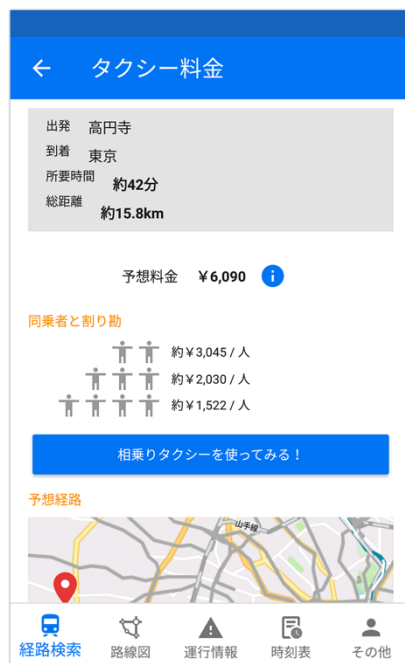 タクシー料金
出発 高円寺
到着 東京
所要時間 約42分
総距離 約15.8km
予想料金 ¥6,090
同乗者と割り勘
約¥3,045 / 人
約¥2,030 / 人
約¥1,522 / 人
相乗りタクシーを使ってみる！
予想経路
山手線
経路検索 路線図 運行情報 時刻表 その他